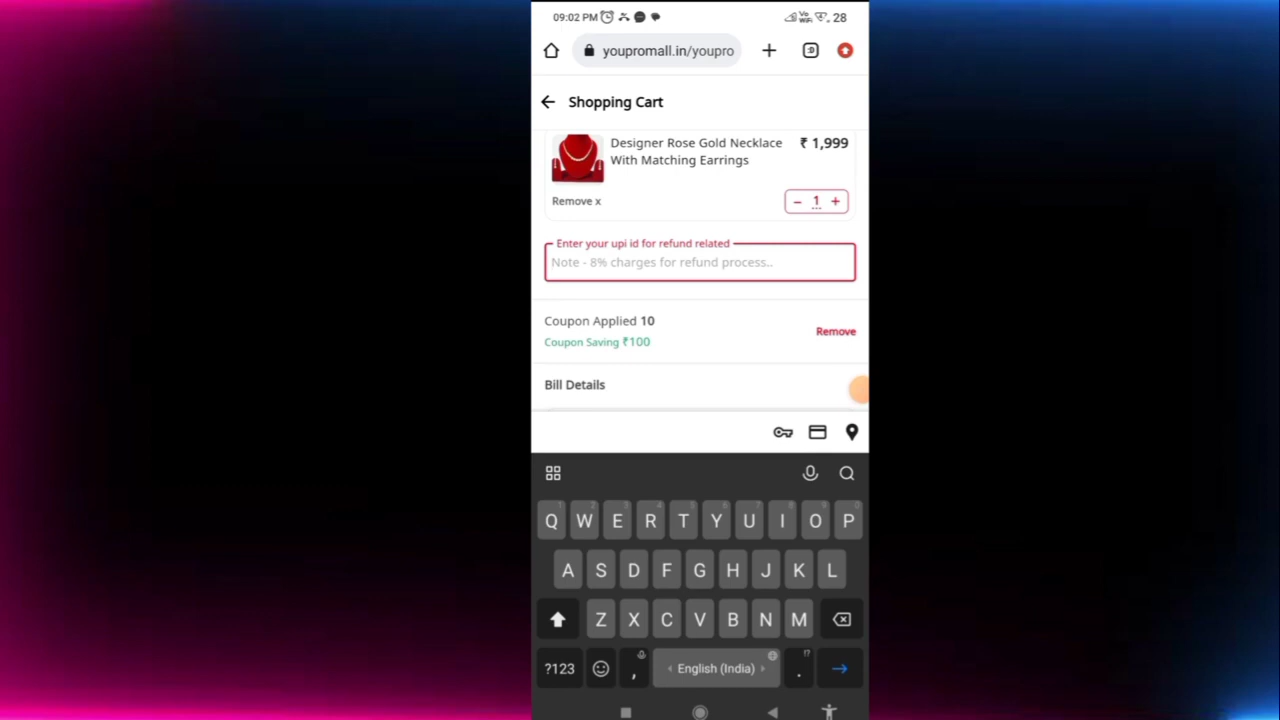 09:02 PM
Vo WiFi 28
youpromall.in/youpro
:D
Shopping Cart
Designer Rose Gold Necklace ₹ 1,999
With Matching Earrings
Remove x
– 1 +
Enter your upi id for refund related
Note - 8% charges for refund process..
Coupon Applied 10
Remove
Coupon Saving ₹100
Bill Details
Q W E R T Y U I O P
A S D F G H J K L
Z X C V B N M
?123 , English (India) .